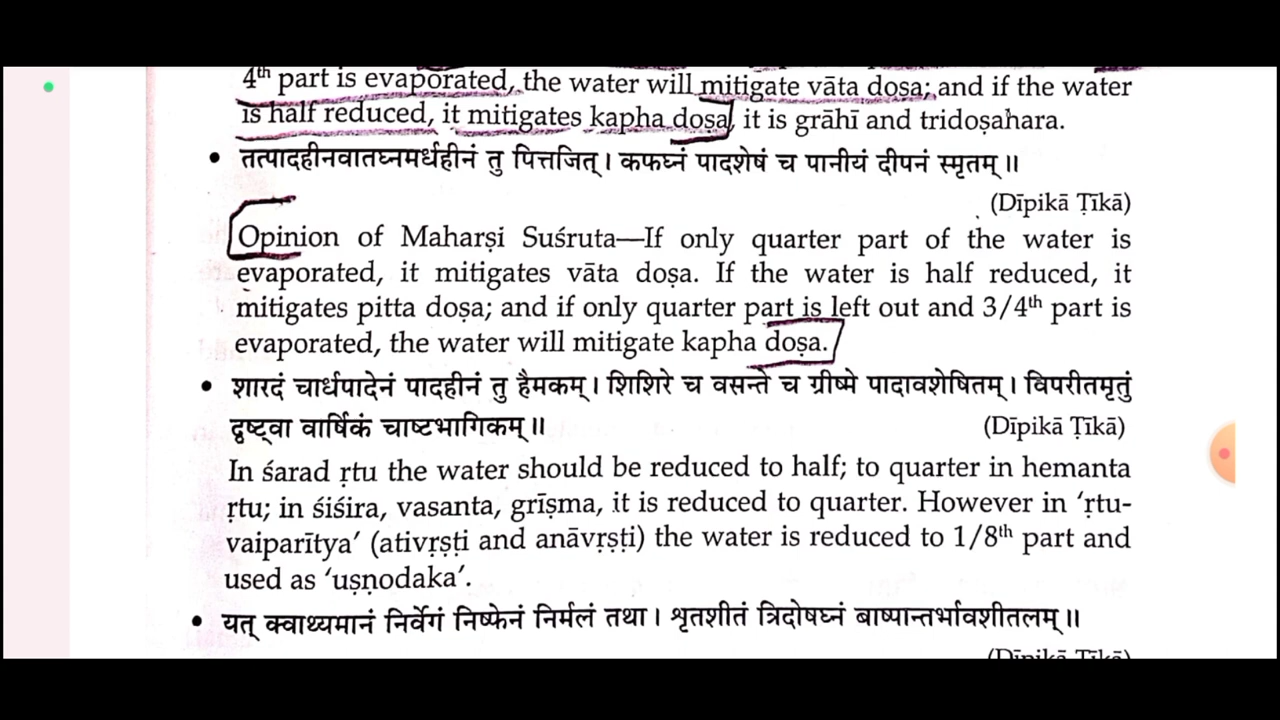 4th part is evaporated, the water will mitigate vāta doṣa; and if the water
is half reduced, it mitigates kapha doṣa, it is grāhī and tridoṣahara.
• तत्पादहीनवातघ्नमर्धहीनं तु पित्तजित्। कफघ्नं पादशेषं च पानीयं दीपनं स्मृतम्॥
(Dīpikā Ṭīkā)
Opinion of Maharṣi Suśruta—If only quarter part of the water is
evaporated, it mitigates vāta doṣa. If the water is half reduced, it
mitigates pitta doṣa; and if only quarter part is left out and 3/4th part is
evaporated, the water will mitigate kapha doṣa.
• शारदं चार्धपादेनं पादहीनं तु हैमकम्। शिशिरे च वसन्ते च ग्रीष्मे पादावशेषितम्। विपरीतमृतुं
दृष्ट्वा वार्षिकं चाष्टभागिकम्॥ (Dīpikā Ṭīkā)
In śarad ṛtu the water should be reduced to half; to quarter in hemanta
ṛtu; in śiśira, vasanta, grīṣma, it is reduced to quarter. However in ‘ṛtu-
vaiparītya’ (ativṛṣṭi and anāvṛṣṭi) the water is reduced to 1/8th part and
used as ‘uṣṇodaka’.
• यत् क्वाथ्यमानं निर्वेगं निष्फेनं निर्मलं तथा। श्रृतशीतं त्रिदोषघ्नं बाष्पान्तर्भावशीतलम्॥
(Dīpikā Ṭīkā)